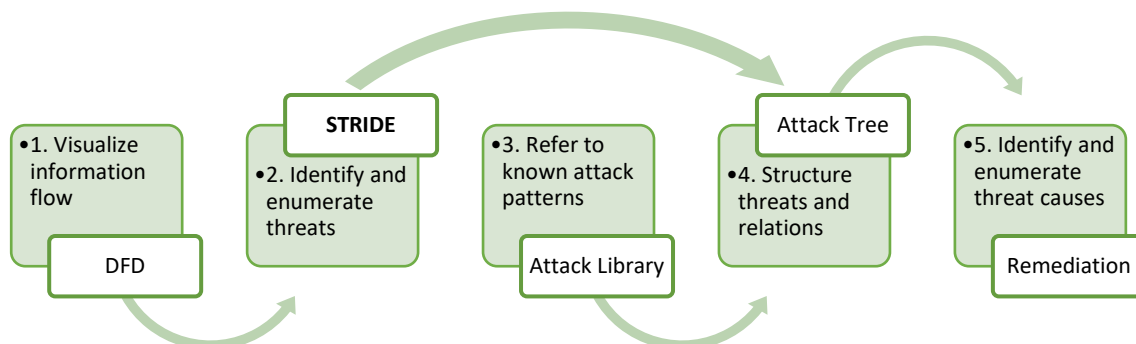 •1. Visualize
information
flow
DFD
STRIDE
•2. Identify and
enumerate
threats
•3. Refer to
known attack
patterns
Attack Library
Attack Tree
•4. Structure
threats and
relations
•5. Identify and
enumerate
threat causes
Remediation